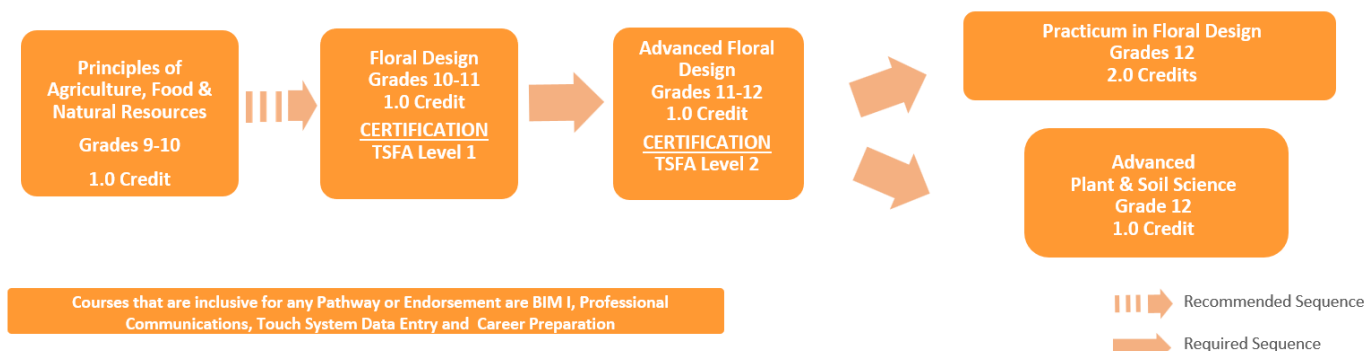 Principles of
Agriculture, Food &
Natural Resources
Grades 9-10
1.0 Credit
Floral Design
Grades 10-11
1.0 Credit
CERTIFICATION
TSFA Level 1
Advanced Floral
Design
Grades 11-12
1.0 Credit
CERTIFICATION
TSFA Level 2
Practicum in Floral Design
Grades 12
2.0 Credits
Advanced
Plant & Soil Science
Grade 12
1.0 Credit
Courses that are inclusive for any Pathway or Endorsement are BIM I, Professional
Communications, Touch System Data Entry and  Career Preparation
Recommended Sequence
Required Sequence